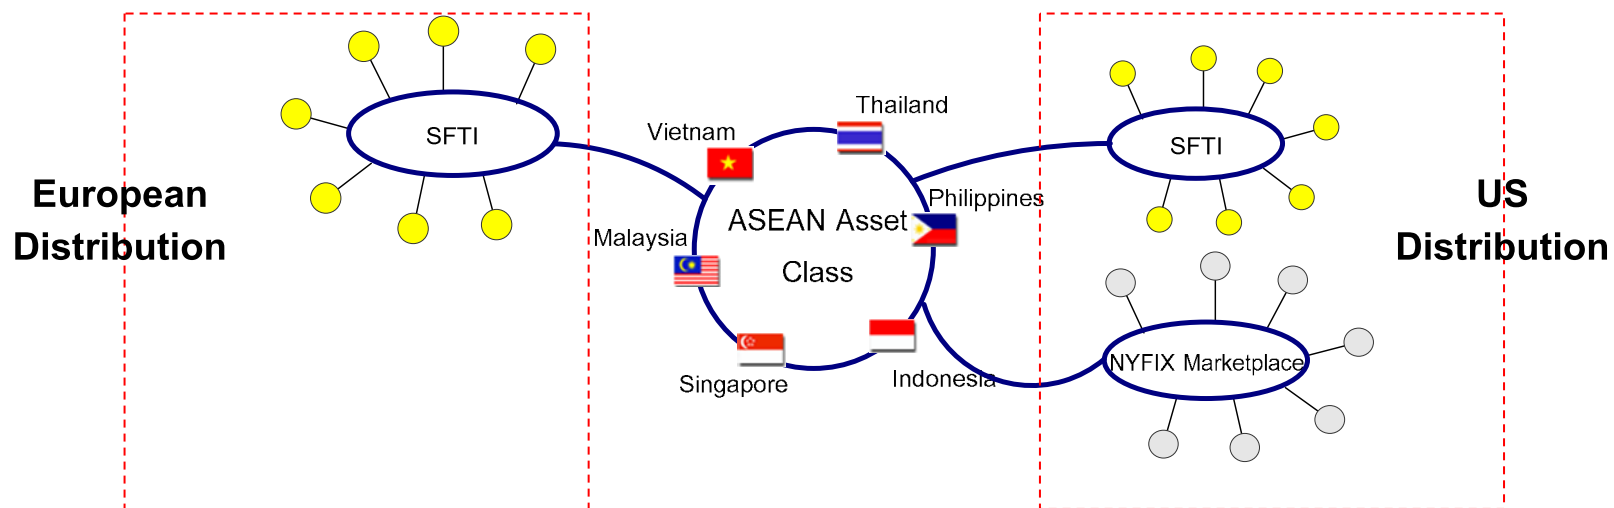 European
Distribution
SFTI
Vietnam
Thailand
Malaysia
Philippines
ASEAN Asset
Class
Singapore
Indonesia
SFTI
NYFIX Marketplace
US
Distribution